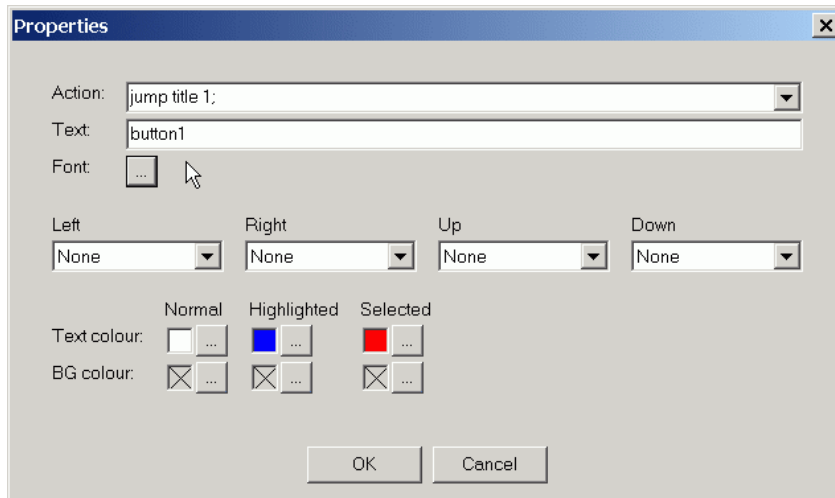 Properties
Action: jump title 1;
Text: button1
Font: ...
Left Right Up Down
None None None None
Normal Highlighted Selected
Text colour: ... ... ...
BG colour: ... ... ...
OK Cancel